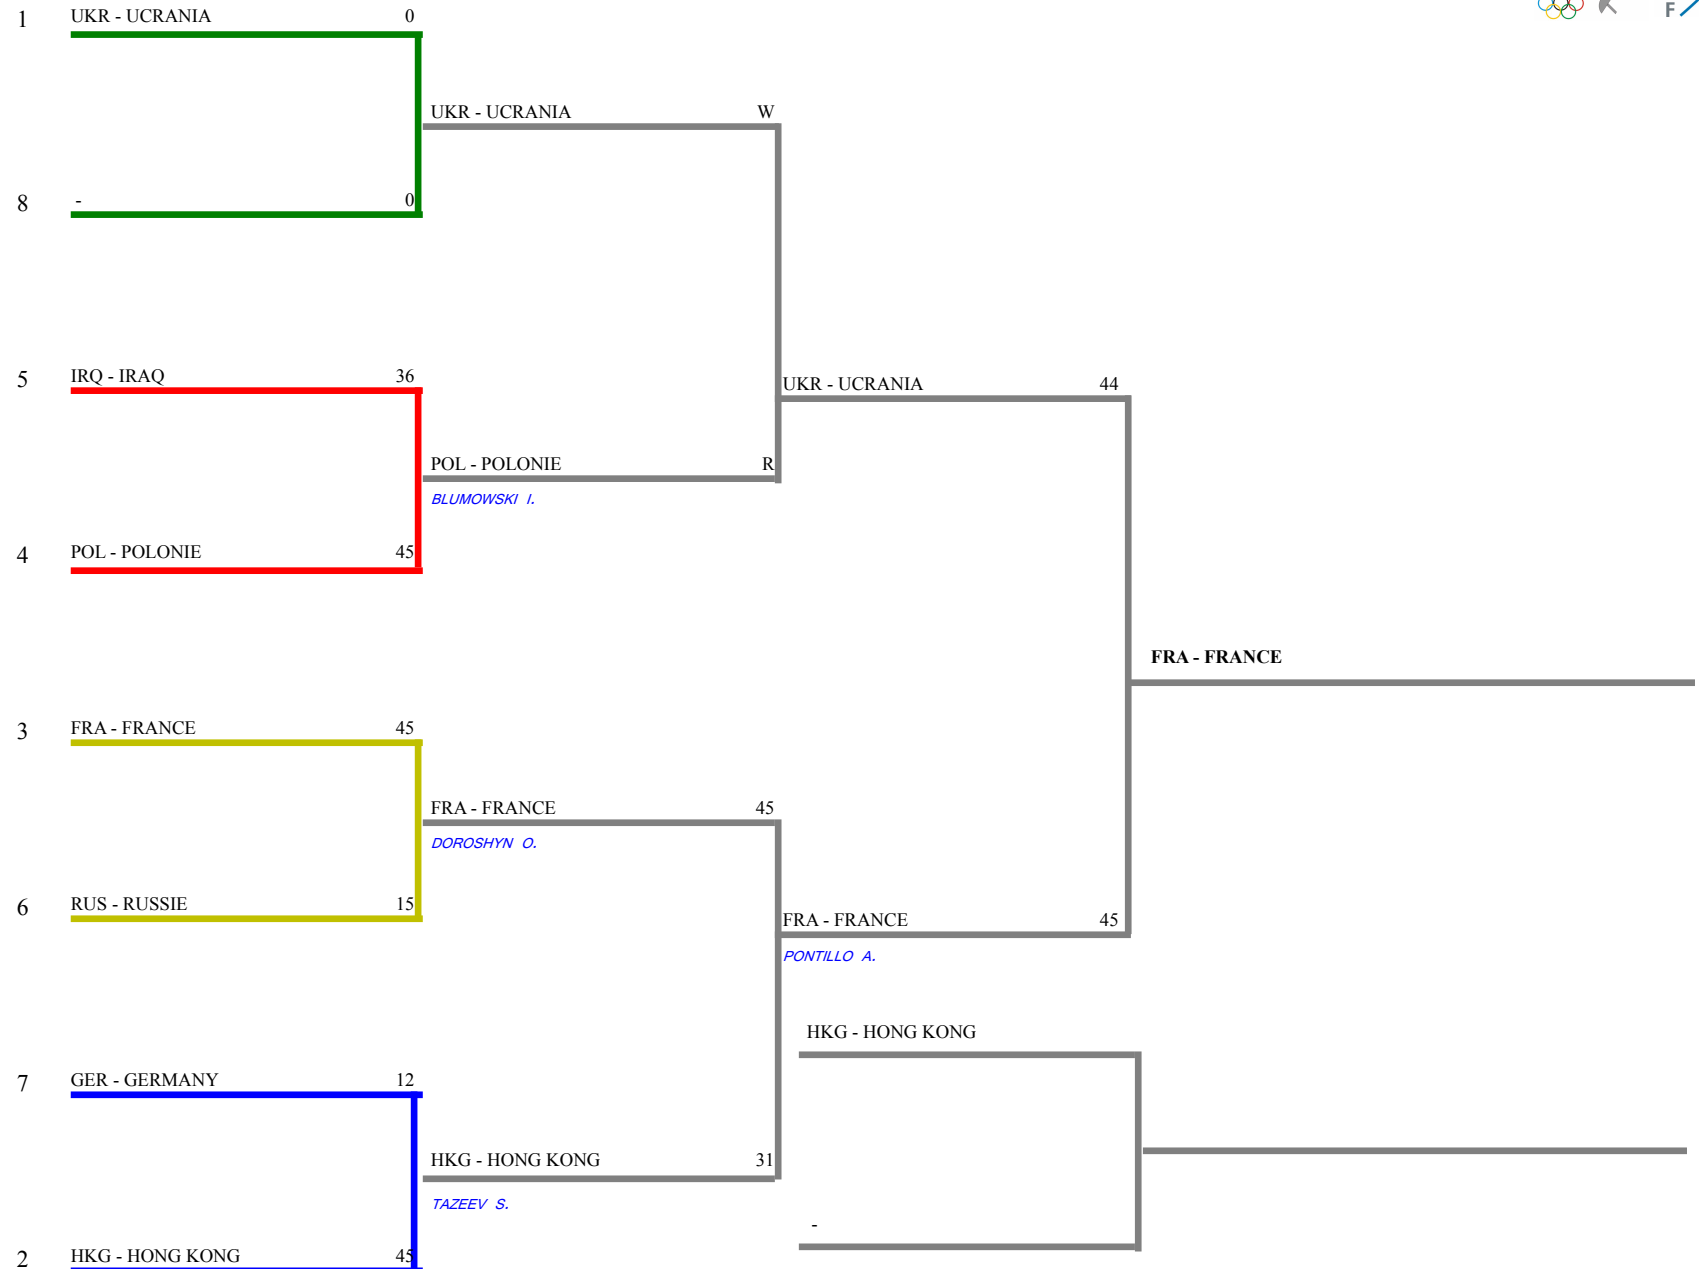 F
1 UKR - UCRANIA 0
UKR - UCRANIA W
8 - 0
5 IRQ - IRAQ 36
UKR - UCRANIA 44
POL - POLONIE R
BLUMOWSKI I.
4 POL - POLONIE 45
FRA - FRANCE
3 FRA - FRANCE 45
FRA - FRANCE 45
DOROSHYN O.
6 RUS - RUSSIE 15
FRA - FRANCE 45
PONTILLO A.
HKG - HONG KONG
7 GER - GERMANY 12
HKG - HONG KONG 31
TAZEEV S.
-
2 HKG - HONG KONG 45